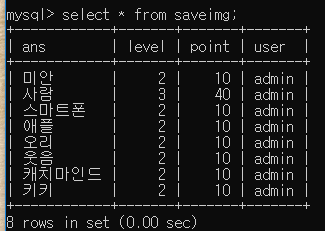 mysql> select * from saveimg;
+------------+-------+-------+-------+
| ans | level | point | user |
+------------+-------+-------+-------+
| 미안 | 2 | 10 | admin |
| 사람 | 3 | 40 | admin |
| 스마트폰 | 2 | 10 | admin |
| 애플 | 2 | 10 | admin |
| 오리 | 2 | 10 | admin |
| 웃음 | 2 | 10 | admin |
| 캐치마인드 | 2 | 10 | admin |
| 키키 | 2 | 10 | admin |
+------------+-------+-------+-------+
8 rows in set (0.00 sec)